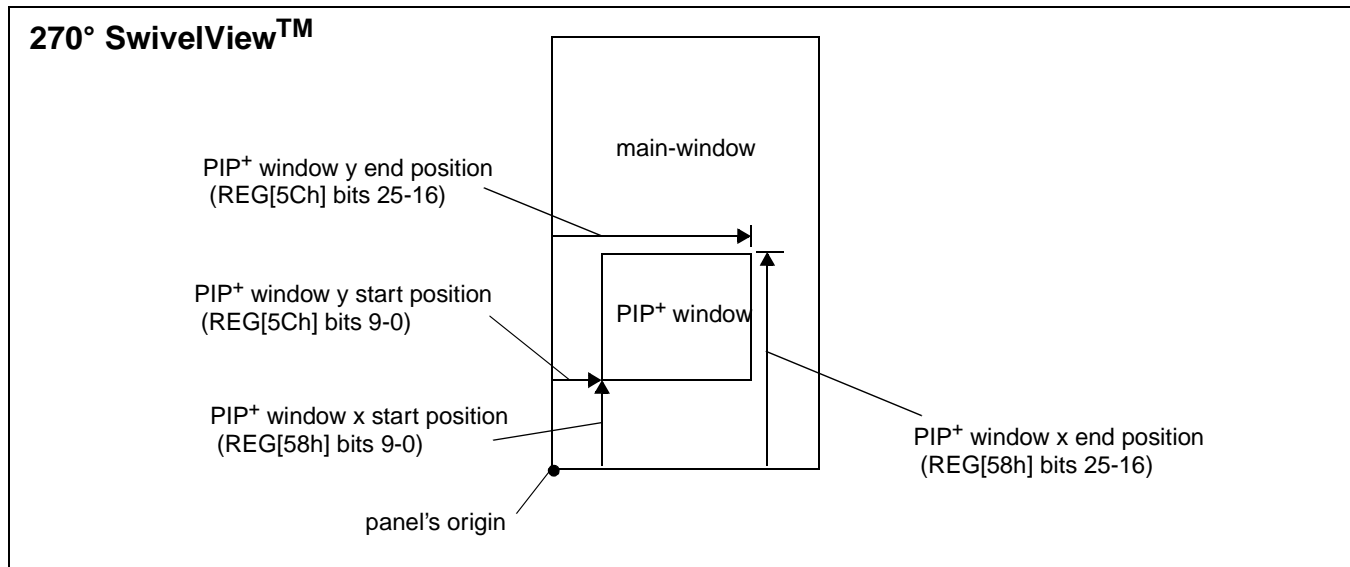 270° SwivelView™
main-window
PIP+ window y end position
(REG[5Ch] bits 25-16)
PIP+ window y start position
(REG[5Ch] bits 9-0)
PIP+ window
PIP+ window x start position
(REG[58h] bits 9-0)
PIP+ window x end position
(REG[58h] bits 25-16)
panel's origin